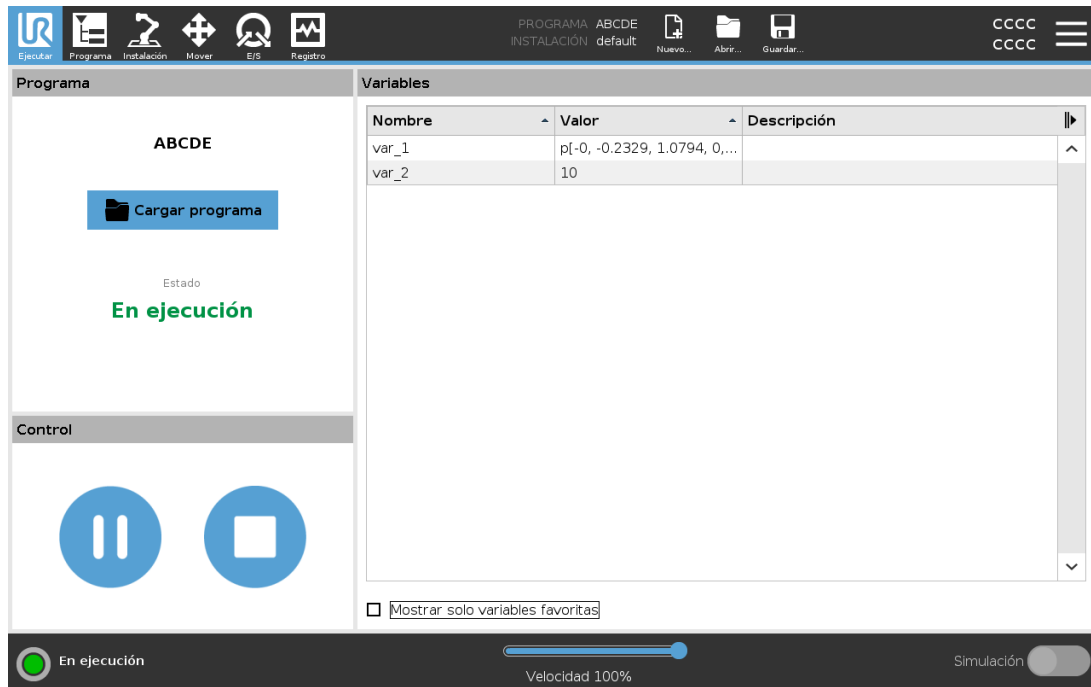 PROGRAMA ABCDE
INSTALACIÓN default
CCCC
CCCC
Ejecutar Programa Instalación Mover E/S Registro
Nuevo... Abrir... Guardar...
Programa
ABCDE
Cargar programa
Estado
En ejecución
Control
Variables
Nombre Valor Descripción
var_1 p[-0, -0.2329, 1.0794, 0,...
var_2 10
Mostrar solo variables favoritas
En ejecución
Velocidad 100%
Simulación